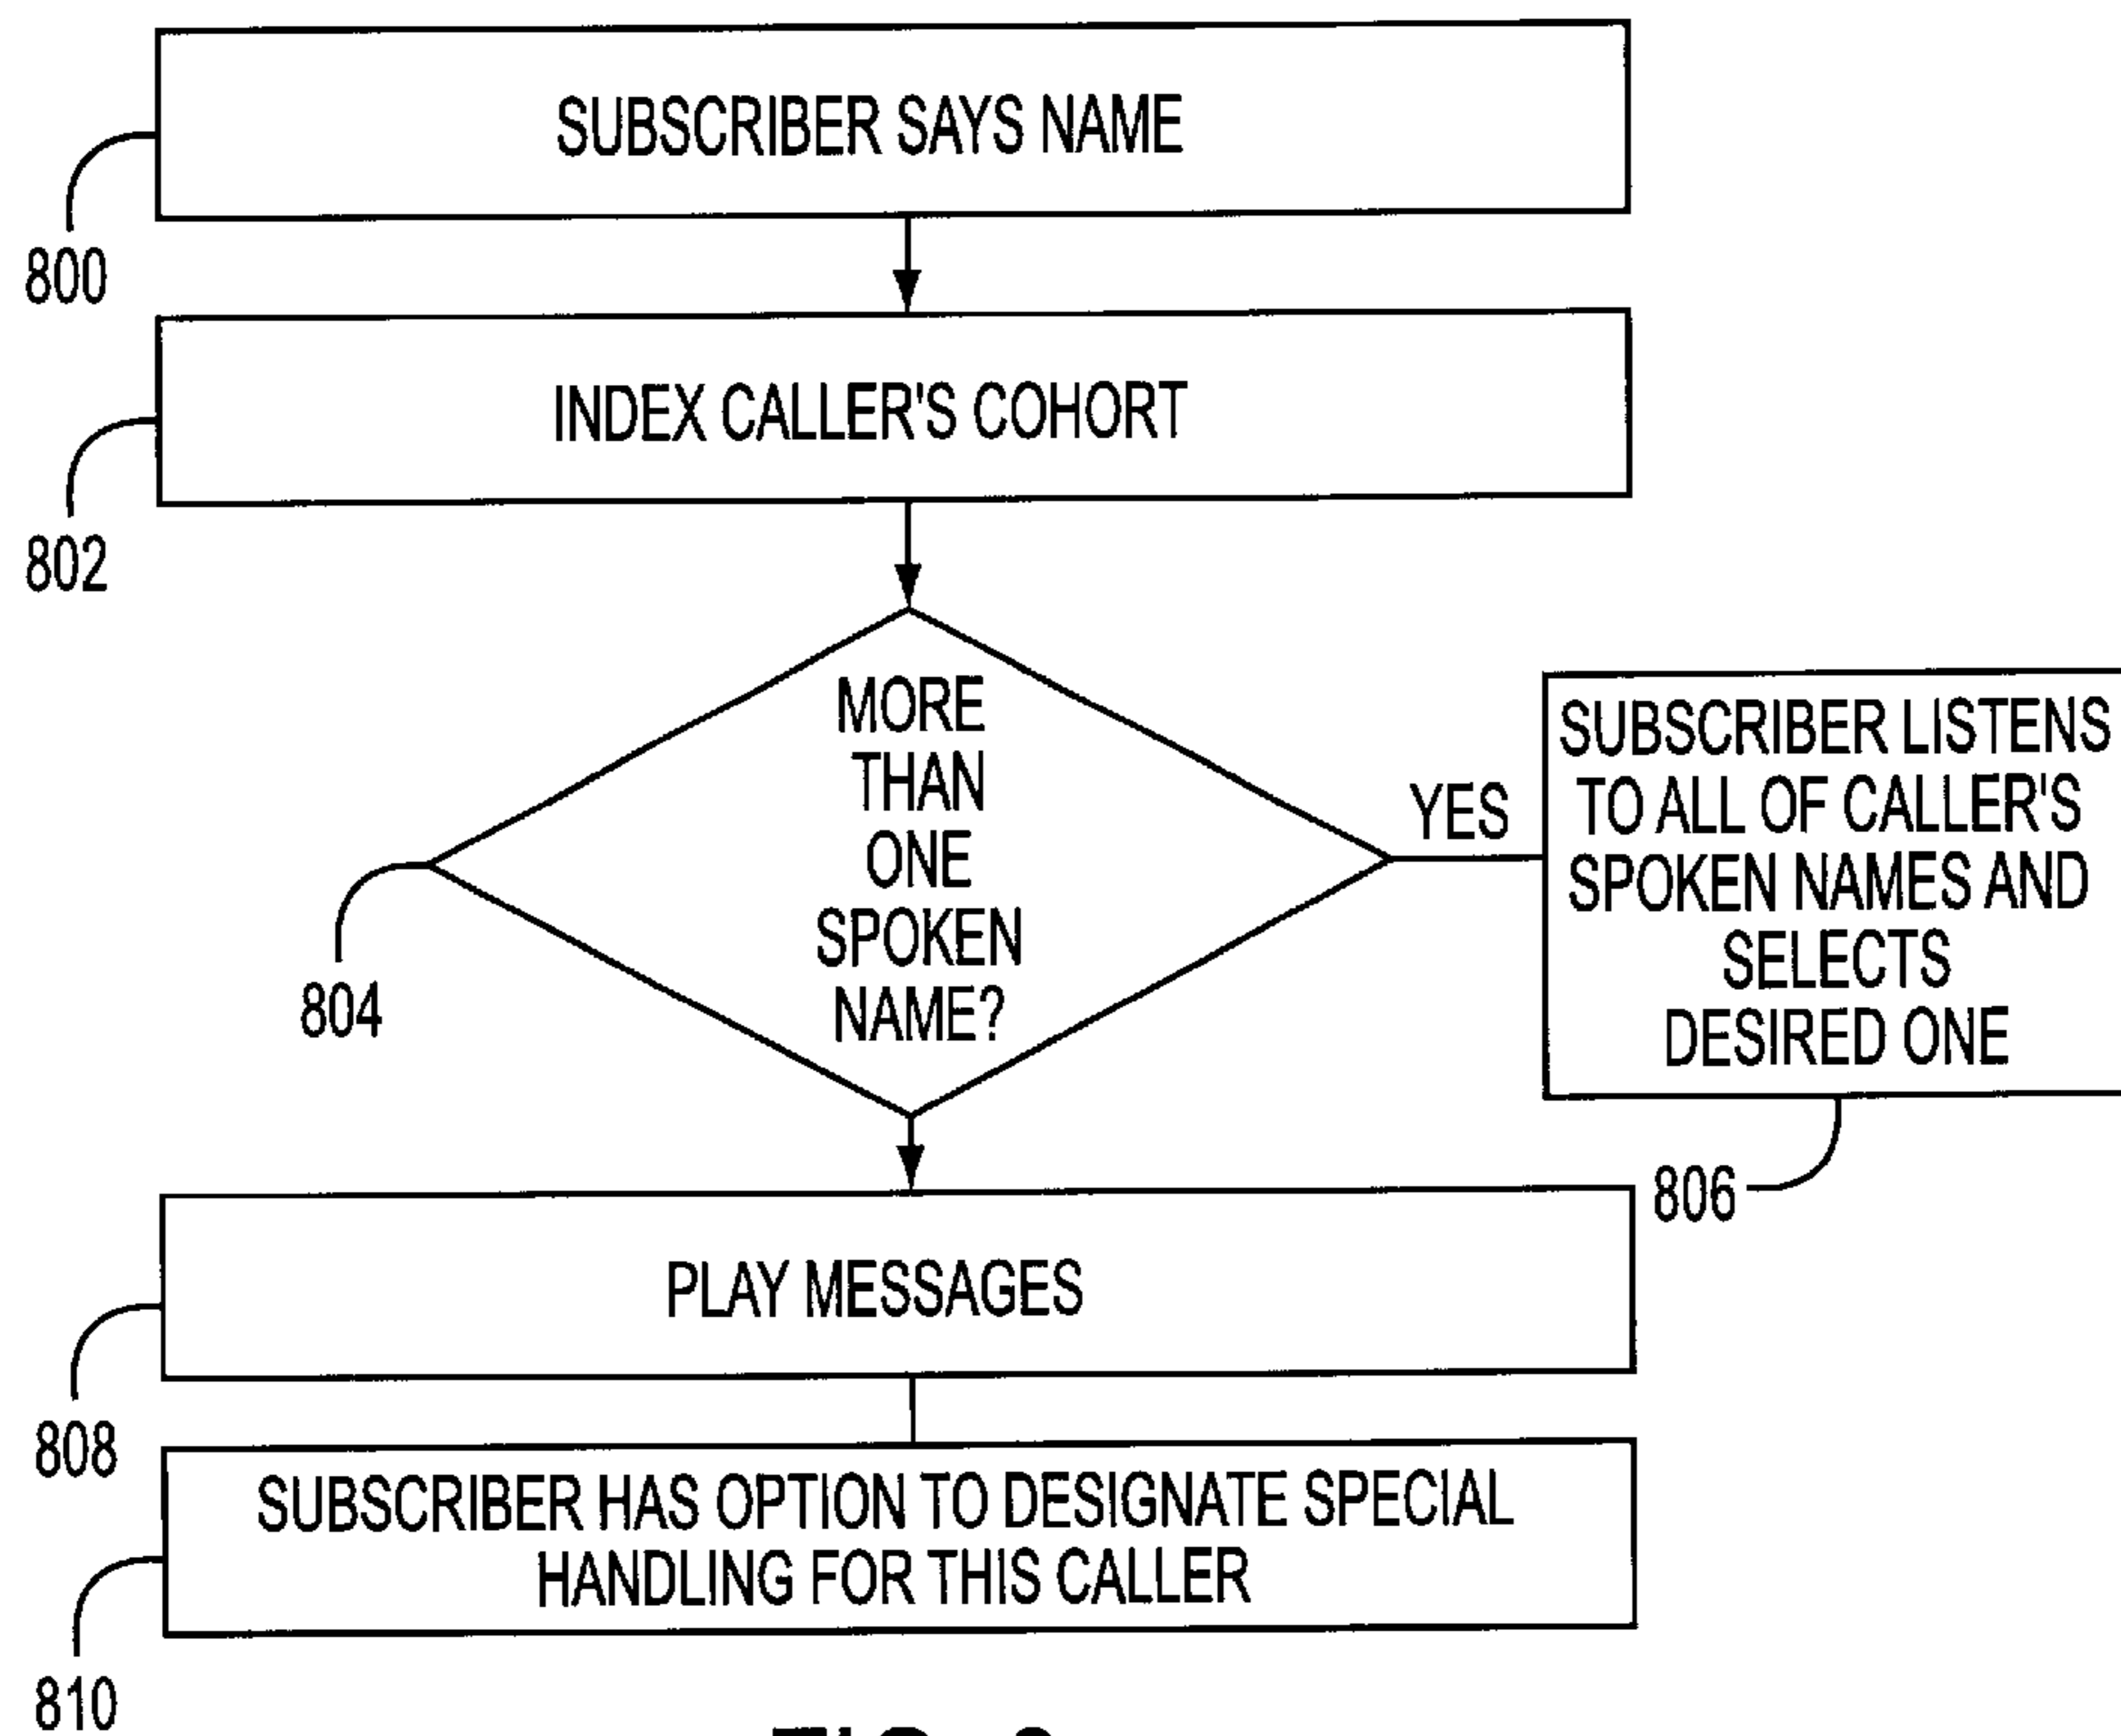 SUBSCRIBER SAYS NAME
800
INDEX CALLER'S COHORT
802
MORE
THAN
ONE
SPOKEN
NAME?
804
YES
SUBSCRIBER LISTENS
TO ALL OF CALLER'S
SPOKEN NAMES AND
SELECTS
DESIRED ONE
806
PLAY MESSAGES
808
SUBSCRIBER HAS OPTION TO DESIGNATE SPECIAL
HANDLING FOR THIS CALLER
810